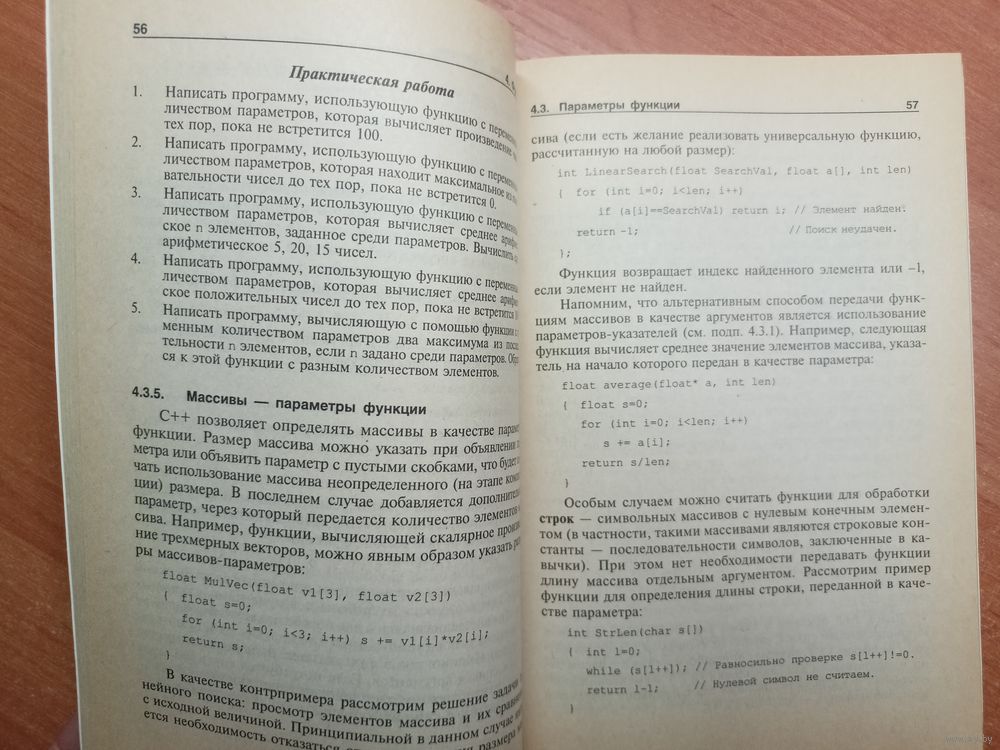 56
Практическая работа
1. Написать программу, использующую функцию с
личеством параметров, которая вычисляет произведение
тех пор, пока не встретится 100.
2. Написать программу, использующую функцию с
личеством параметров, которая находит максимальное из
вательности чисел до тех пор, пока не встретится 0.
3. Написать программу, использующую функцию с
личеством параметров, которая вычисляет среднее
ское n элементов, заданное среди параметров. Вычислить
арифметическое 5, 20, 15 чисел.
4. Написать программу, использующую функцию с
личеством параметров, которая вычисляет среднее
ское положительных чисел до тех пор, пока не встретится
5. Написать программу, вычисляющую с помощью функции с
менным количеством параметров два максимума из
тельности n элементов, если n задано среди параметров.
ся к этой функции с разным количеством элементов.
4.3.5. Массивы — параметры функции
C++ позволяет определять массивы в качестве
функции. Размер массива можно указать при объявлении
метра или объявить параметр с пустыми скобками, что будет
чать использование массива неопределенного (на этапе
ции) размера. В последнем случае добавляется
параметр, через который передается количество элементов
сива. Например, функции, вычисляющей скалярное
ние трехмерных векторов, можно явным образом указать
ры массивов-параметров:
float MulVec(float v1[3], float v2[3])
{ float s=0;
for (int i=0; i<3; i++) s += v1[i]*v2[i];
return s;
}
В качестве контрпримера рассмотрим решение задачи
нейного поиска: просмотр элементов массива и их
с исходной величиной. Принципиальной в данном случае
ется необходимость отказаться размера
4.3. Параметры функции 57
сива (если есть желание реализовать универсальную функцию,
рассчитанную на любой размер):
int LinearSearch(float SearchVal, float a[], int len)
{ for (int i=0; i<len; i++)
if (a[i]==SearchVal) return i; // Элемент найден.
return -1; // Поиск неудачен.
};
Функция возвращает индекс найденного элемента или –1,
если элемент не найден.
Напомним, что альтернативным способом передачи функ-
циям массивов в качестве аргументов является использование
параметров-указателей (см. подп. 4.3.1). Например, следующая
функция вычисляет среднее значение элементов массива, указа-
тель на начало которого передан в качестве параметра:
float average(float* a, int len)
{ float s=0;
for (int i=0; i<len; i++)
s += a[i];
return s/len;
}
Особым случаем можно считать функции для обработки
строк — символьных массивов с нулевым конечным элемен-
том (в частности, такими массивами являются строковые кон-
станты — последовательности символов, заключенные в ка-
вычки). При этом нет необходимости передавать функции
длину массива отдельным аргументом. Рассмотрим пример
функции для определения длины строки, переданной в каче-
стве параметра:
int StrLen(char s[])
{ int l=0;
while (s[l++]); // Равносильно проверке s[l++]!=0.
return l-1; // Нулевой символ не считаем.
}